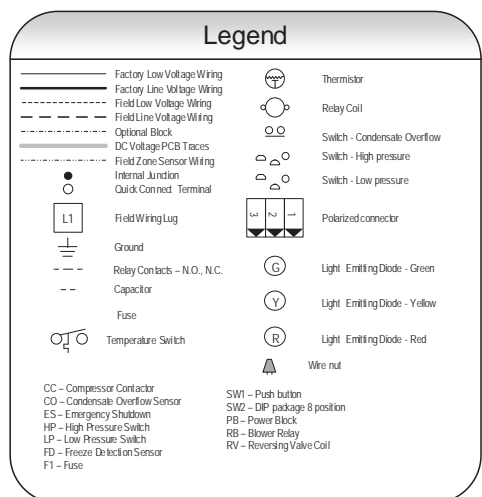 Legend
Factory Low Voltage Wiring
Factory Line Voltage Wiring
Field Low Voltage Wiring
Field Line Voltage Wiring
Optional Block
DC Voltage PCB Traces
Field Zone Sensor Wiring
Internal Junction
Quick Connect Terminal
L1
Field Wiring Lug
Ground
Relay Contacts – N.O., N.C.
Capacitor
Fuse
Temperature Switch
Thermistor
T
Relay Coil
Switch - Condensate Overflow
Switch - High pressure
Switch - Low pressure
3 2 1
Polarized connector
G
Light Emitting Diode - Green
Y
Light Emitting Diode - Yellow
R
Light Emitting Diode - Red
Wire nut
CC – Compressor Contactor
CO – Condensate Overflow Sensor
ES – Emergency Shutdown
HP – High Pressure Switch
LP – Low Pressure Switch
FD – Freeze Detection Sensor
F1 – Fuse
SW1 – Push button
SW2 – DIP package 8 position
PB – Power Block
RB – Blower Relay
RV – Reversing Valve Coil